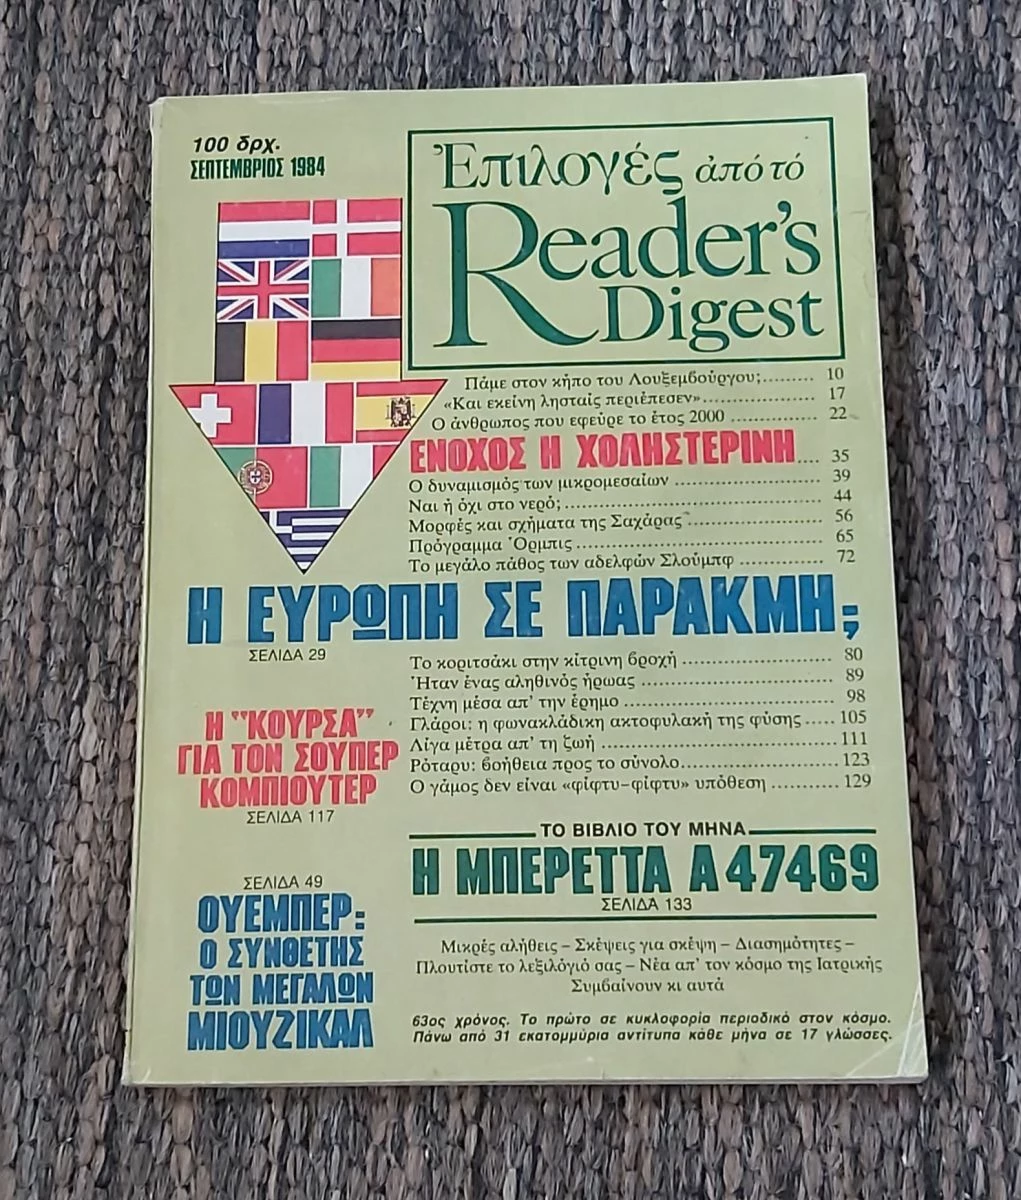 100 δρχ.
ΣΕΠΤΕΜΒΡΙΟΣ 1984
Ἐπιλογές ἀπό τό
Reader's
Digest
Πάμε στον κήπο του Λουξεμβούργου;......... 10
«Και εκείνη λησταίς περιέπεσεν»................... 17
Ο άνθρωπος που εφεύρε το έτος 2000 ............... 22
ΕΝΟΧΟΣ Η ΧΟΛΗΣΤΕΡΙΝΗ.... 35
Ο δυναμισμός των μικρομεσαίων ......................... 39
Ναι ή όχι στο νερό;............................................ 44
Μορφές και σχήματα της Σαχάρας ....................... 56
Πρόγραμμα Όρμπις .......................................... 65
Το μεγάλο πάθος των αδελφών Σλούμπφ .............. 72
Η ΕΥΡΩΠΗ ΣΕ ΠΑΡΑΚΜΗ;
ΣΕΛΙΔΑ 29
Το κοριτσάκι στην κίτρινη βροχή ......................... 80
Ήταν ένας αληθινός ήρωας ................................ 89
Τέχνη μέσα απ' την έρημο ................................... 98
Γλάροι: η φωνακλάδικη ακτοφυλακή της φύσης ..... 105
Λίγα μέτρα απ' τη ζωή ........................................ 111
Ρόταρυ: βοήθεια προς το σύνολο........................... 123
Ο γάμος δεν είναι «φίφτυ–φίφτυ» υπόθεση ........... 129
Η "ΚΟΥΡΣΑ"
ΓΙΑ ΤΟΝ ΣΟΥΠΕΡ
ΚΟΜΠΙΟΥΤΕΡ
ΣΕΛΙΔΑ 117
ΤΟ ΒΙΒΛΙΟ ΤΟΥ ΜΗΝΑ
Η ΜΠΕΡΕΤΤΑ Α47469
ΣΕΛΙΔΑ 133
ΣΕΛΙΔΑ 49
ΟΥΕΜΠΕΡ:
Ο ΣΥΝΘΕΤΗΣ
ΤΩΝ ΜΕΓΑΛΩΝ
ΜΙΟΥΖΙΚΑΛ
Μικρές αλήθεις – Σκέψεις για σκέψη – Διασημότητες –
Πλουτίστε το λεξιλόγιό σας – Νέα απ' τον κόσμο της Ιατρικής
Συμβαίνουν κι αυτά
63ος χρόνος. Το πρώτο σε κυκλοφορία περιοδικό στον κόσμο.
Πάνω από 31 εκατομμύρια αντίτυπα κάθε μήνα σε 17 γλώσσες.